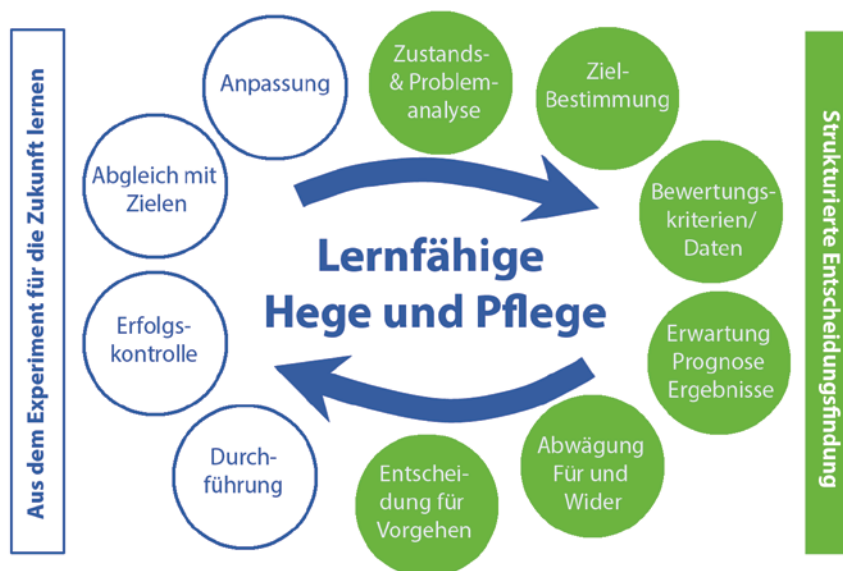 Aus dem Experiment für die Zukunft lernen
Anpassung
Zustands-
& Problem-
analyse
Ziel-
Bestimmung
Bewertungs-
kriterien/
Daten
Erwartung
Prognose
Ergebnisse
Abwägung
Für und
Wider
Entschei-
dung für
Vorgehen
Durch-
führung
Erfolgs-
kontrolle
Abgleich mit
Zielen
Lernfähige
Hege und Pflege
Strukturierte Entscheidungsfindung